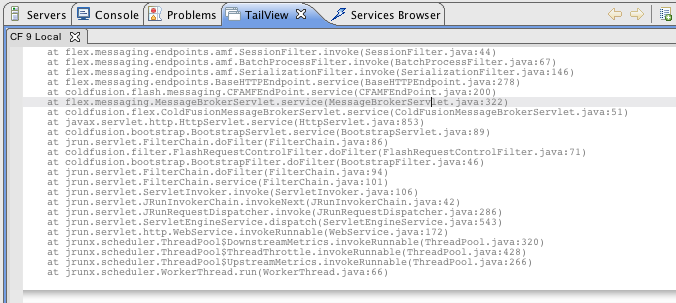 Servers Console Problems TailView Services Browser
CF 9 Local
at flex.messaging.endpoints.amf.SessionFilter.invoke(SessionFilter.java:44)
at flex.messaging.endpoints.amf.BatchProcessFilter.invoke(BatchProcessFilter.java:67)
at flex.messaging.endpoints.amf.SerializationFilter.invoke(SerializationFilter.java:146)
at flex.messaging.endpoints.BaseHTTPEndpoint.service(BaseHTTPEndpoint.java:278)
at coldfusion.flash.messaging.CFAMFEndPoint.service(CFAMFEndPoint.java:200)
at flex.messaging.MessageBrokerServlet.service(MessageBrokerServlet.java:322)
at coldfusion.flex.ColdFusionMessageBrokerServlet.service(ColdFusionMessageBrokerServlet.java:51)
at javax.servlet.http.HttpServlet.service(HttpServlet.java:853)
at coldfusion.bootstrap.BootstrapServlet.service(BootstrapServlet.java:89)
at jrun.servlet.FilterChain.doFilter(FilterChain.java:86)
at coldfusion.filter.FlashRequestControlFilter.doFilter(FlashRequestControlFilter.java:71)
at coldfusion.bootstrap.BootstrapFilter.doFilter(BootstrapFilter.java:46)
at jrun.servlet.FilterChain.doFilter(FilterChain.java:94)
at jrun.servlet.FilterChain.service(FilterChain.java:101)
at jrun.servlet.ServletInvoker.invoke(ServletInvoker.java:106)
at jrun.servlet.JRunInvokerChain.invokeNext(JRunInvokerChain.java:42)
at jrun.servlet.JRunRequestDispatcher.invoke(JRunRequestDispatcher.java:286)
at jrun.servlet.ServletEngineService.dispatch(ServletEngineService.java:543)
at jrun.servlet.http.WebService.invokeRunnable(WebService.java:172)
at jrunx.scheduler.ThreadPool$DownstreamMetrics.invokeRunnable(ThreadPool.java:320)
at jrunx.scheduler.ThreadPool$ThreadThrottle.invokeRunnable(ThreadPool.java:428)
at jrunx.scheduler.ThreadPool$UpstreamMetrics.invokeRunnable(ThreadPool.java:266)
at jrunx.scheduler.WorkerThread.run(WorkerThread.java:66)